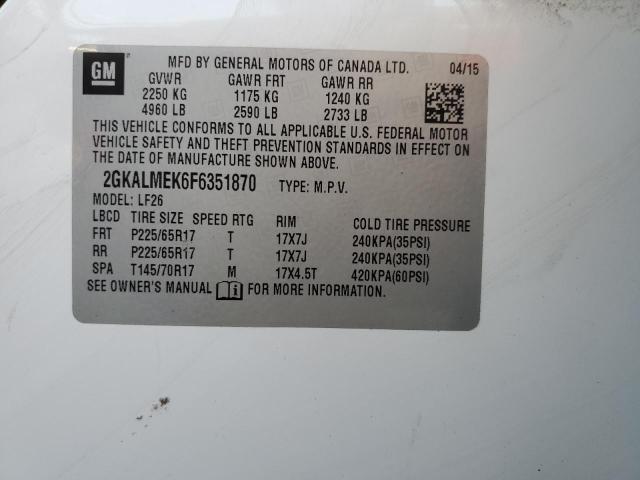 GM
MFD BY GENERAL MOTORS OF CANADA LTD. 04/15
GVWR GAWR FRT GAWR RR
2250 KG 1175 KG 1240 KG
4960 LB 2590 LB 2733 LB
THIS VEHICLE CONFORMS TO ALL APPLICABLE U.S. FEDERAL MOTOR
VEHICLE SAFETY AND THEFT PREVENTION STANDARDS IN EFFECT ON
THE DATE OF MANUFACTURE SHOWN ABOVE.
2GKALMEK6F6351870 TYPE: M.P.V.
MODEL: LF26
LBCD TIRE SIZE SPEED RTG RIM COLD TIRE PRESSURE
FRT P225/65R17 T 17X7J 240KPA(35PSI)
RR P225/65R17 T 17X7J 240KPA(35PSI)
SPA T145/70R17 M 17X4.5T 420KPA(60PSI)
SEE OWNER'S MANUAL FOR MORE INFORMATION.